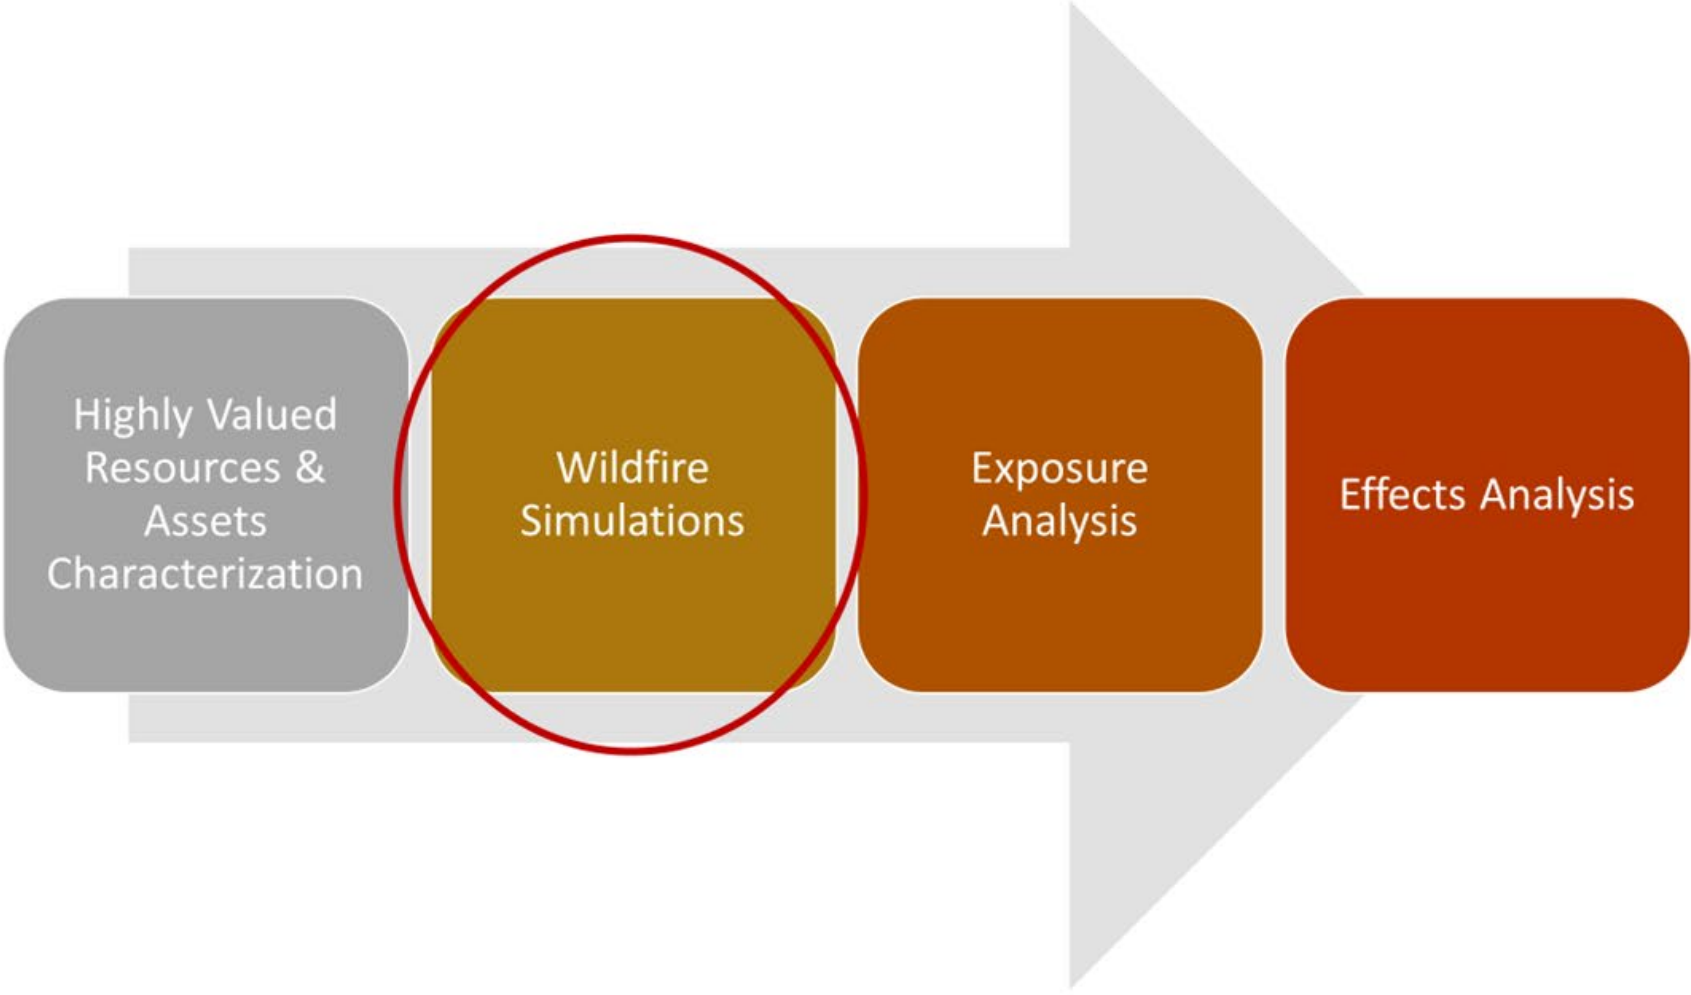 Highly Valued
Resources &
Assets
Characterization
Wildfire
Simulations
Exposure
Analysis
Effects Analysis